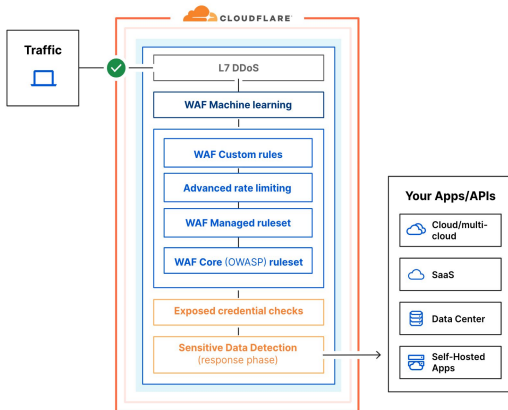 CLOUDFLARE
Traffic
L7 DDoS
WAF Machine learning
WAF Custom rules
Advanced rate limiting
WAF Managed ruleset
WAF Core (OWASP) ruleset
Exposed credential checks
Sensitive Data Detection
(response phase)
Your Apps/APIs
Cloud/multi-
cloud
SaaS
Data Center
Self-Hosted
Apps